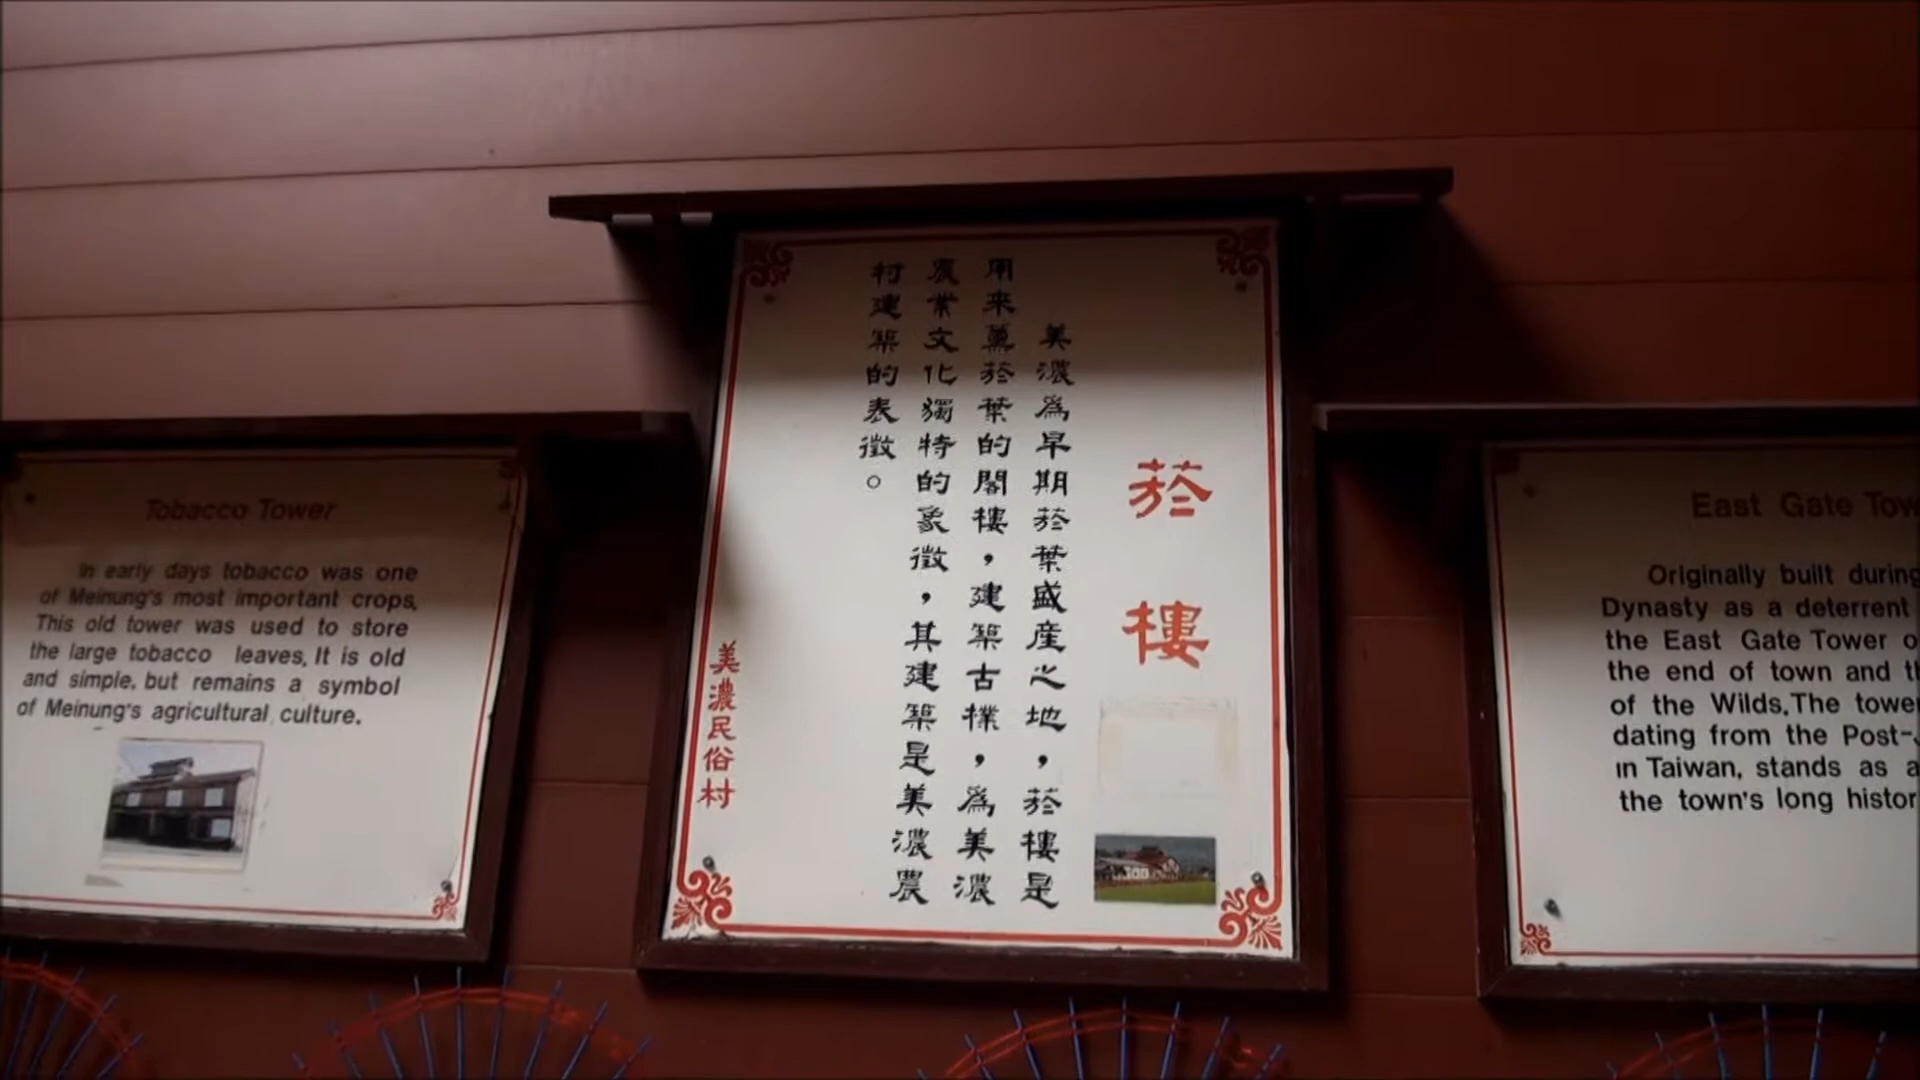 Tobacco Tower
In early days tobacco was one
of Meinung's most important crops.
This old tower was used to store
the large tobacco leaves. It is old
and simple, but remains a symbol
of Meinung's agricultural culture.
菸樓
美濃為早期菸葉盛產之地，菸樓是
用來薰菸葉的閣樓，建築古樸，為美濃
農業文化獨特的象徵，其建築是美濃農
村建築的表徵。
美濃民俗村
East Gate Tow
Originally built during
Dynasty as a deterrent
the East Gate Tower o
the end of town and th
of the Wilds. The tower
dating from the Post-
in Taiwan, stands as a
the town's long histor